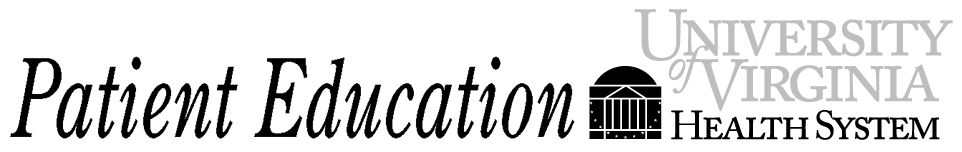 Patient Education
UNIVERSITY
of VIRGINIA
HEALTH SYSTEM